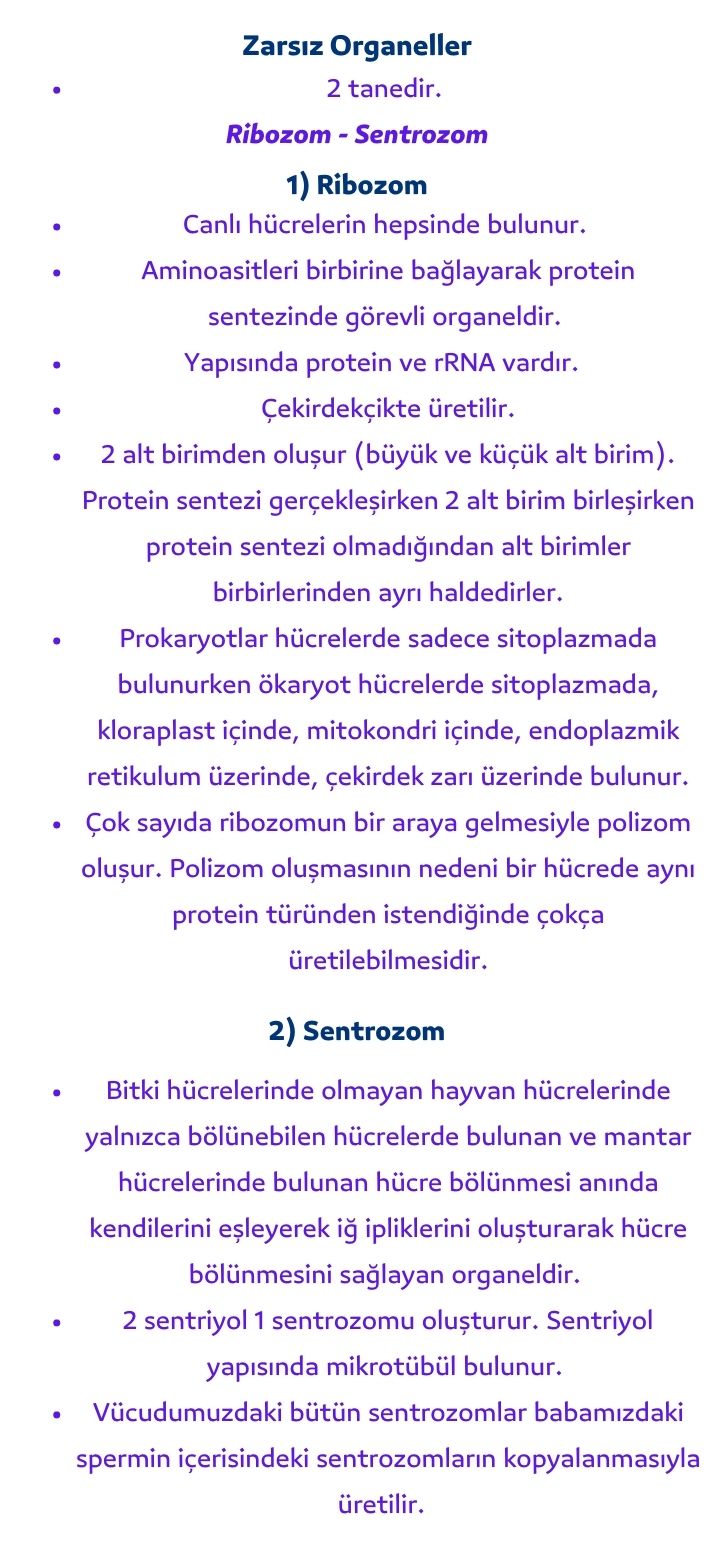 Zarsız Organeller
• 2 tanedir.
Ribozom - Sentrozom
1) Ribozom
• Canlı hücrelerin hepsinde bulunur.
• Aminoasitleri birbirine bağlayarak protein
sentezinde görevli organeldir.
• Yapısında protein ve rRNA vardır.
• Çekirdekçikte üretilir.
• 2 alt birimden oluşur (büyük ve küçük alt birim).
Protein sentezi gerçekleşirken 2 alt birim birleşirken
protein sentezi olmadığından alt birimler
birbirlerinden ayrı haldedirler.
• Prokaryotlar hücrelerde sadece sitoplazmada
bulunurken ökaryot hücrelerde sitoplazmada,
kloraplast içinde, mitokondri içinde, endoplazmik
retikulum üzerinde, çekirdek zarı üzerinde bulunur.
• Çok sayıda ribozomun bir araya gelmesiyle polizom
oluşur. Polizom oluşmasının nedeni bir hücrede aynı
protein türünden istendiğinde çokça
üretilebilmesidir.
2) Sentrozom
• Bitki hücrelerinde olmayan hayvan hücrelerinde
yalnızca bölünebilen hücrelerde bulunan ve mantar
hücrelerinde bulunan hücre bölünmesi anında
kendilerini eşleyerek iğ ipliklerini oluşturarak hücre
bölünmesini sağlayan organeldir.
• 2 sentriyol 1 sentrozomu oluşturur. Sentriyol
yapısında mikrotübül bulunur.
• Vücudumuzdaki bütün sentrozomlar babamızdaki
spermin içerisindeki sentrozomların kopyalanmasıyla
üretilir.